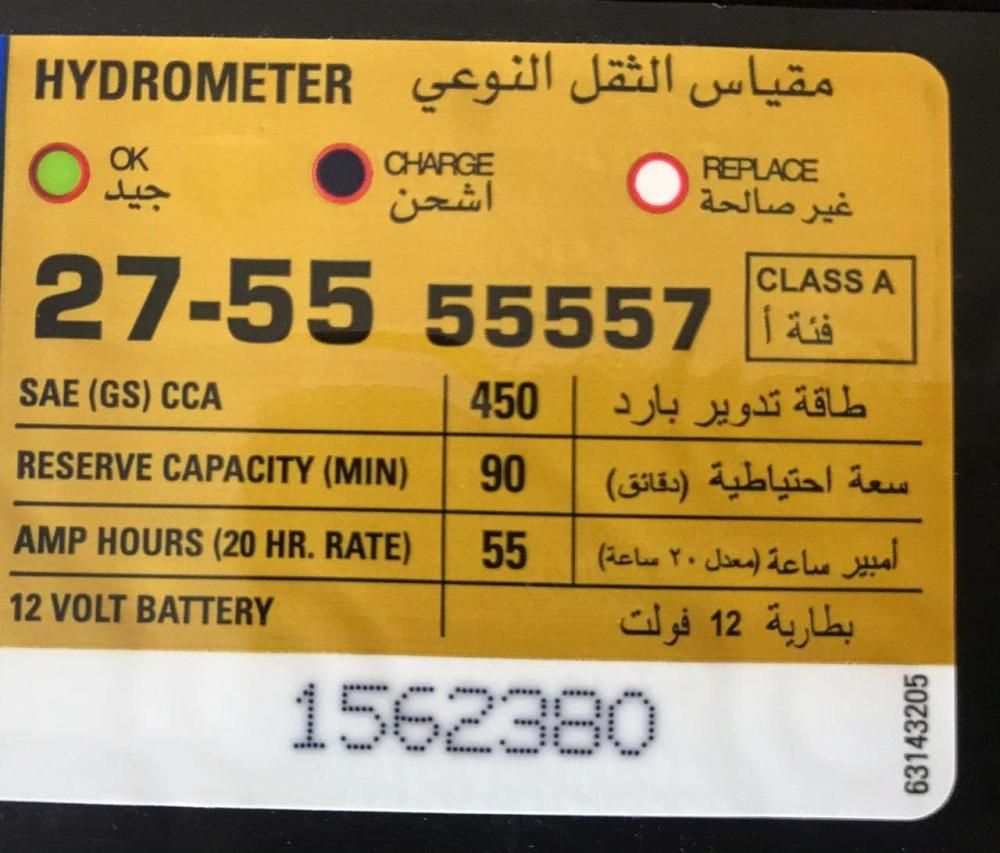 HYDROMETER مقياس الثقل النوعي
OK CHARGE REPLACE
جيد اشحن غير صالحة
27-55 55557 CLASS A
فئة أ
SAE (GS) CCA 450 طاقة تدوير بارد
RESERVE CAPACITY (MIN) 90 سعة احتياطية (دقائق)
AMP HOURS (20 HR. RATE) 55 أمبير ساعة (معدل ٢٠ ساعة)
12 VOLT BATTERY بطارية 12 فولت
1562380
63143205